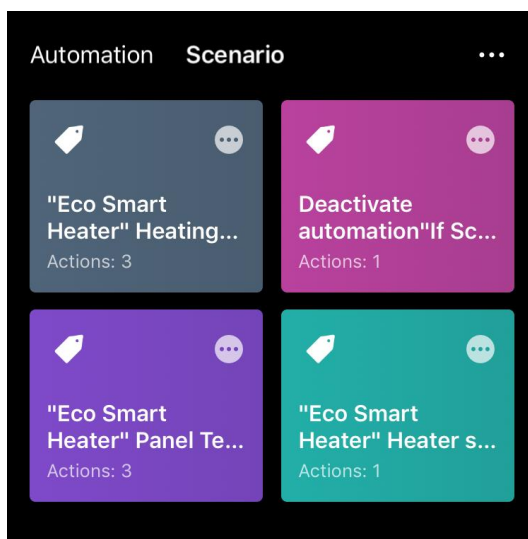 Automation Scenario
"Eco Smart
Heater" Heating...
Actions: 3
Deactivate
automation"If Sc...
Actions: 1
"Eco Smart
Heater" Panel Te...
Actions: 3
"Eco Smart
Heater" Heater s...
Actions: 1